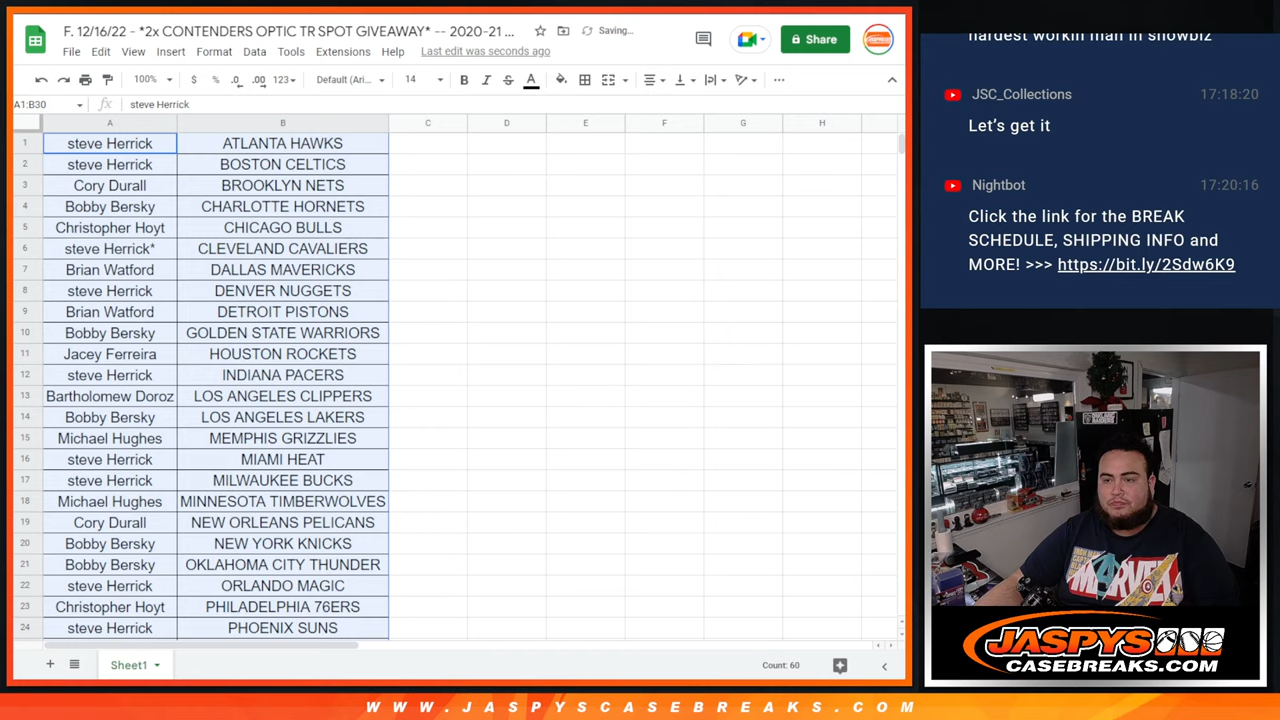 F. 12/16/22 - *2x CONTENDERS OPTIC TR SPOT GIVEAWAY* -- 2020-21 ...
Saving...
File Edit View Insert Format Data Tools Extensions Help Last edit was seconds ago
Share
100% $ % .0 .00 123 Default (Ari... 14 B I S A
A1:B30 fx steve Herrick
A B C D E F G H
1 steve Herrick ATLANTA HAWKS
2 steve Herrick BOSTON CELTICS
3 Cory Durall BROOKLYN NETS
4 Bobby Bersky CHARLOTTE HORNETS
5 Christopher Hoyt CHICAGO BULLS
6 steve Herrick* CLEVELAND CAVALIERS
7 Brian Watford DALLAS MAVERICKS
8 steve Herrick DENVER NUGGETS
9 Brian Watford DETROIT PISTONS
10 Bobby Bersky GOLDEN STATE WARRIORS
11 Jacey Ferreira HOUSTON ROCKETS
12 steve Herrick INDIANA PACERS
13 Bartholomew Doroz LOS ANGELES CLIPPERS
14 Bobby Bersky LOS ANGELES LAKERS
15 Michael Hughes MEMPHIS GRIZZLIES
16 steve Herrick MIAMI HEAT
17 steve Herrick MILWAUKEE BUCKS
18 Michael Hughes MINNESOTA TIMBERWOLVES
19 Cory Durall NEW ORLEANS PELICANS
20 Bobby Bersky NEW YORK KNICKS
21 Bobby Bersky OKLAHOMA CITY THUNDER
22 steve Herrick ORLANDO MAGIC
23 Christopher Hoyt PHILADELPHIA 76ERS
24 steve Herrick PHOENIX SUNS
Sheet1
Count: 60
hardest workin man in showbiz
JSC_Collections 17:18:20
Let's get it
Nightbot 17:20:16
Click the link for the BREAK
SCHEDULE, SHIPPING INFO and
MORE! >>> https://bit.ly/2Sdw6K9
MARVEL
JASPYS
CASEBREAKS.COM
WWW.JASPYSCASEBREAKS.COM